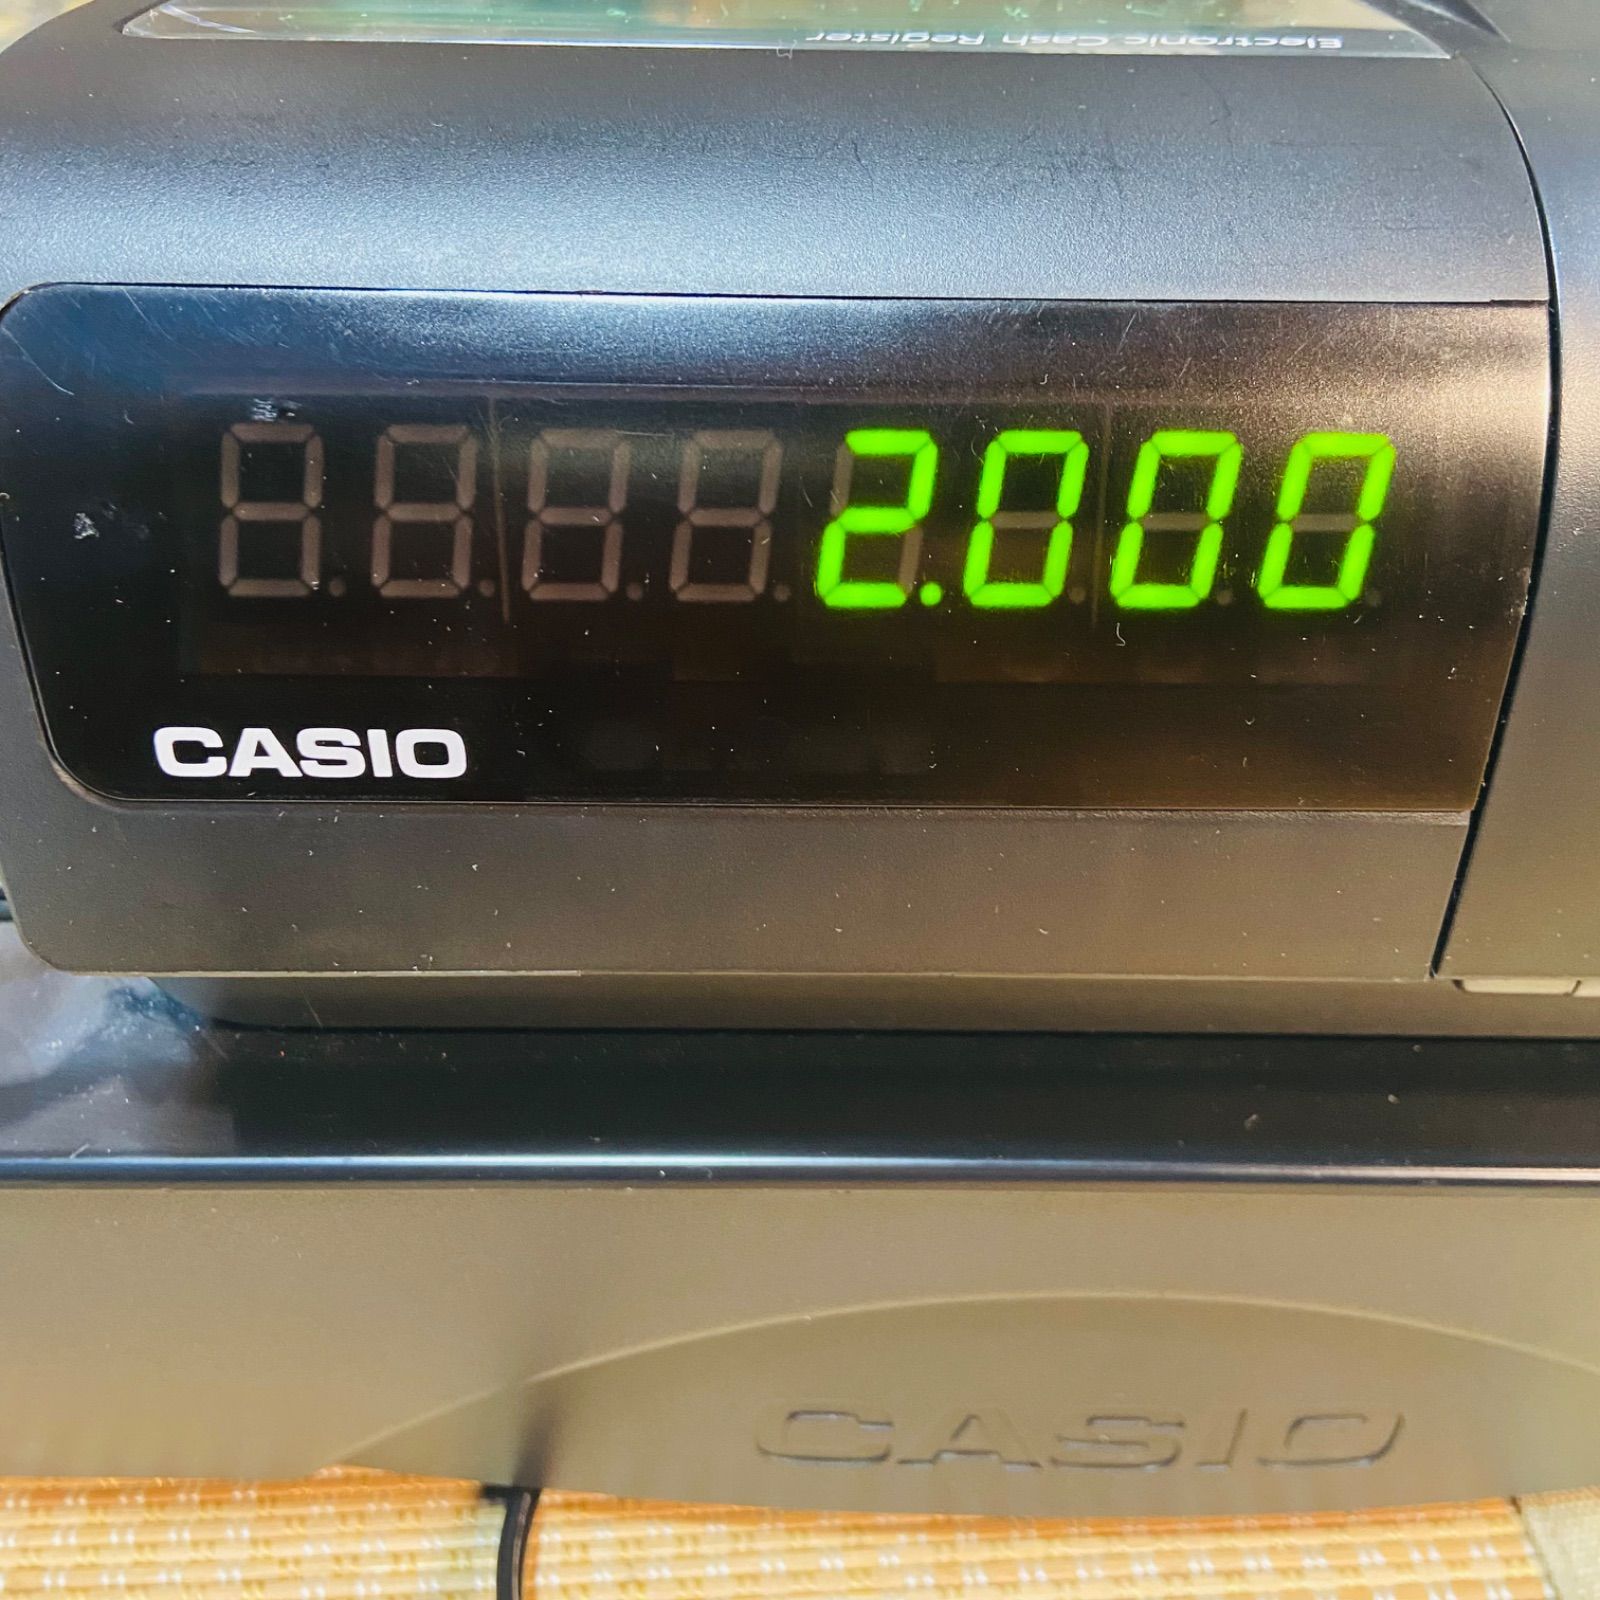 Electronic Cash Register
2.000
CASIO
CASIO